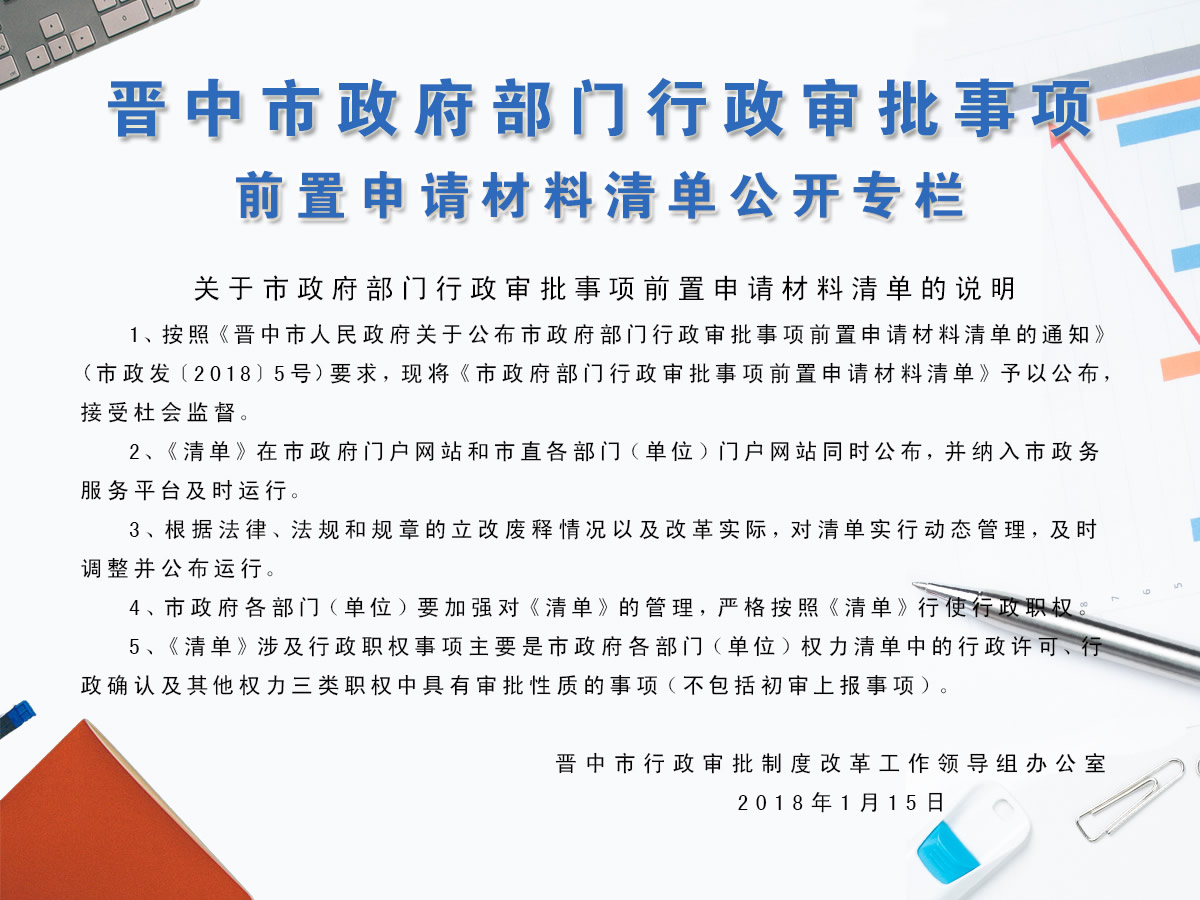 晋中市政府部门行政审批事项
前置申请材料清单公开专栏
关于市政府部门行政审批事项前置申请材料清单的说明
1、按照《晋中市人民政府关于公布市政府部门行政审批事项前置申请材料清单的通知》
（市政发〔2018〕5号）要求，现将《市政府部门行政审批事项前置申请材料清单》予以公布，
接受杜会监督。
2、《清单》在市政府门户网站和市直各部门（单位）门户网站同时公布，并纳入市政务
服务平台及时运行。
3、根据法律、法规和规章的立改废释情况以及改革实际，对清单实行动态管理，及时
调整并公布运行。
4、市政府各部门（单位）要加强对《清单》的管理，严格按照《清单》行使行政职权。
5、《清单》涉及行政职权事项主要是市政府各部门（单位）权力清单中的行政许可、行
政确认及其他权力三类职权中具有审批性质的事项（不包括初审上报事项）。
晋中市行政审批制度改革工作领导组办公室
2018年1月15日
8 7 6 5